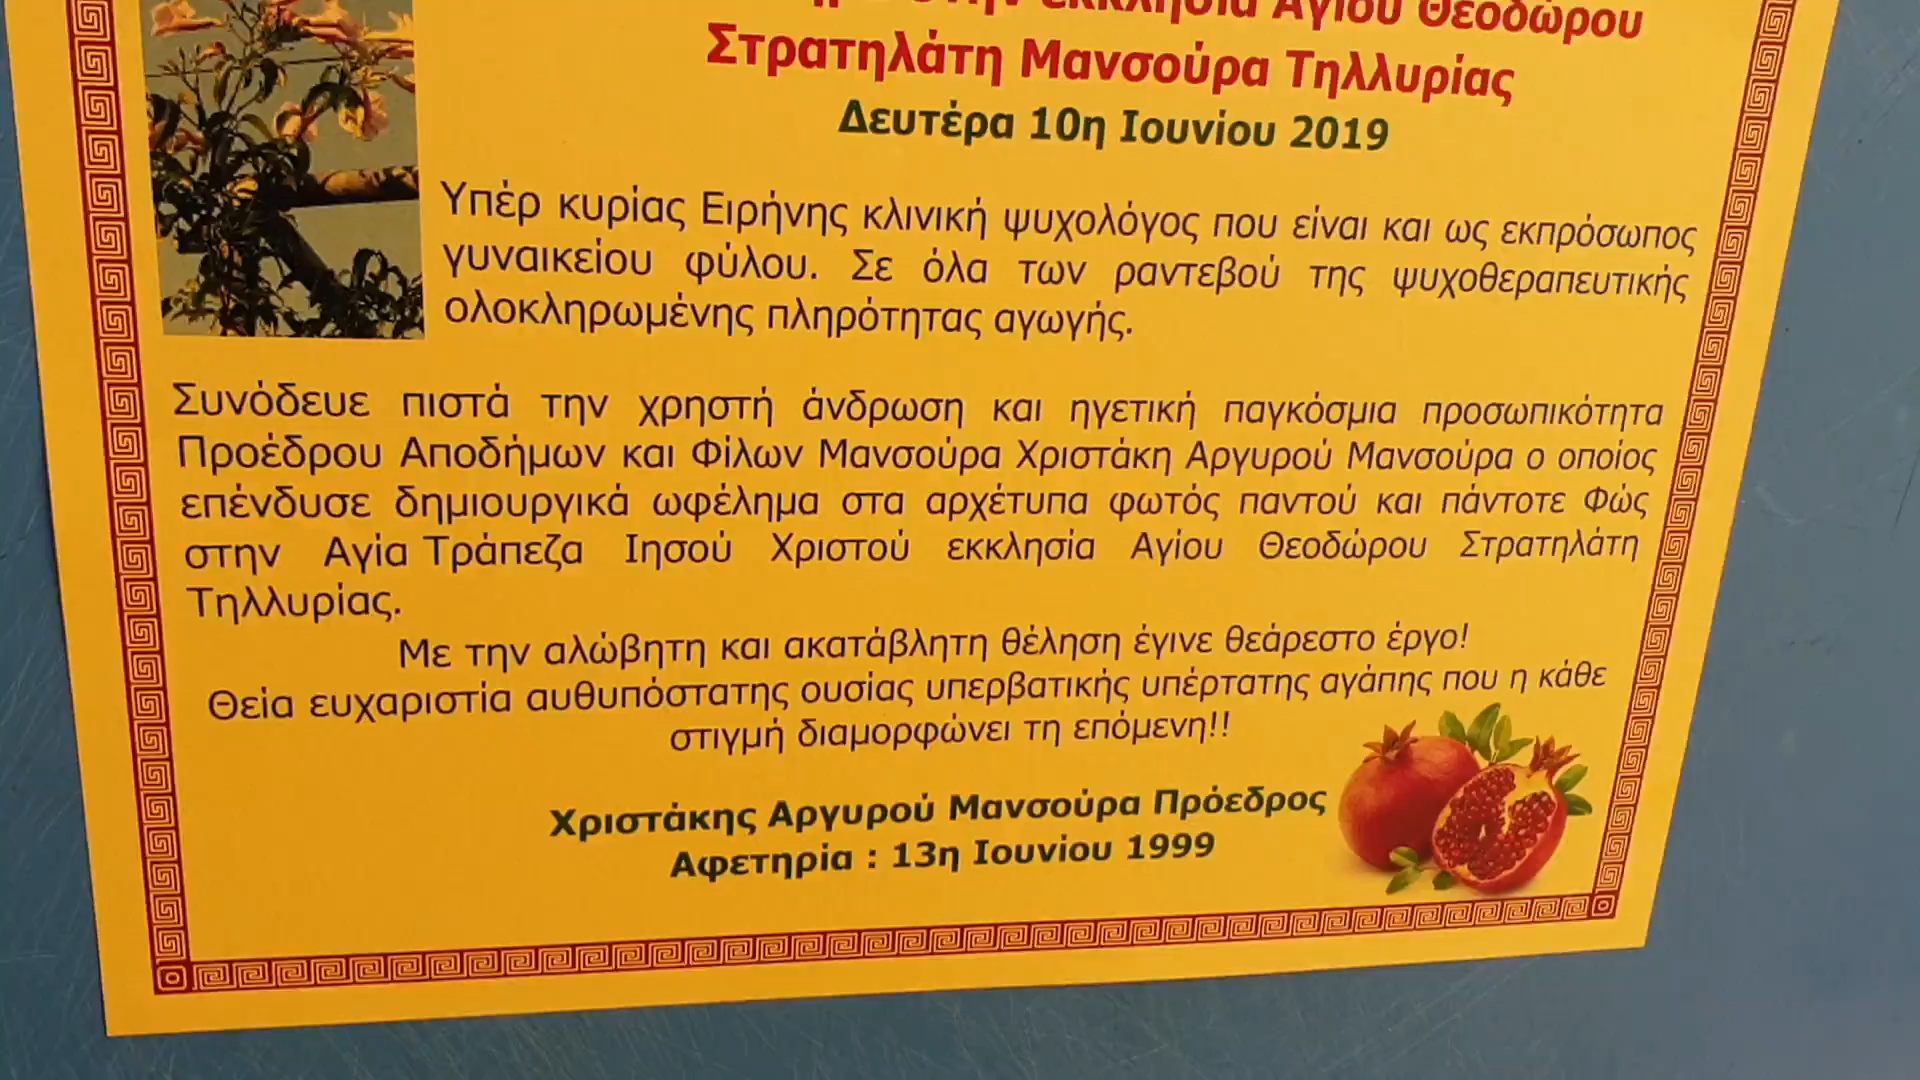 εκκλησία Αγίου Θεοδώρου
Στρατηλάτη Μανσούρα Τηλλυρίας
Δευτέρα 10η Ιουνίου 2019
Υπέρ κυρίας Ειρήνης κλινική ψυχολόγος που είναι και ως εκπρόσωπος
γυναικείου φύλου. Σε όλα των ραντεβού της ψυχοθεραπευτικής
ολοκληρωμένης πληρότητας αγωγής.
Συνόδευε πιστά την χρηστή άνδρωση και ηγετική παγκόσμια προσωπικότητα
Προέδρου Αποδήμων και Φίλων Μανσούρα Χριστάκη Αργυρού Μανσούρα ο οποίος
επένδυσε δημιουργικά ωφέλημα στα αρχέτυπα φωτός παντού και πάντοτε Φώς
στην Αγία Τράπεζα Ιησού Χριστού εκκλησία Αγίου Θεοδώρου Στρατηλάτη
Τηλλυρίας.
Με την αλώβητη και ακατάβλητη θέληση έγινε θεάρεστο έργο!
Θεία ευχαριστία αυθυπόστατης ουσίας υπερβατικής υπέρτατης αγάπης που η κάθε
στιγμή διαμορφώνει τη επόμενη!!
Χριστάκης Αργυρού Μανσούρα Πρόεδρος
Αφετηρία : 13η Ιουνίου 1999